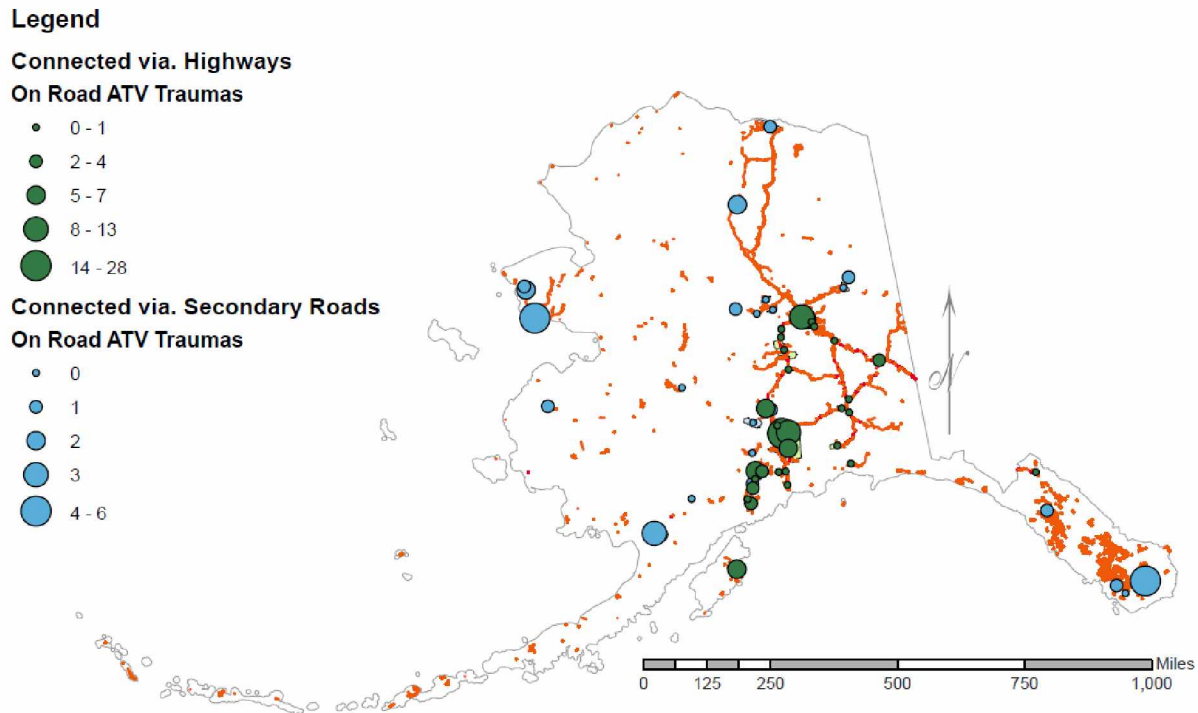 Legend
Connected via. Highways
On Road ATV Traumas
0 - 1
2 - 4
5 - 7
8 - 13
14 - 28
Connected via. Secondary Roads
On Road ATV Traumas
0
1
2
3
4 - 6
N
Miles
0 125 250 500 750 1,000